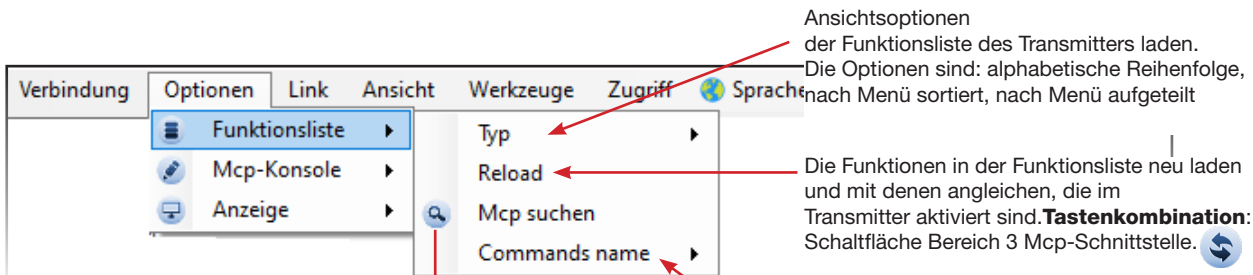 Ansichtsoptionen
der Funktionsliste des Transmitters laden.
Die Optionen sind: alphabetische Reihenfolge,
nach Menü sortiert, nach Menü aufgeteilt
Verbindung Optionen Link Ansicht Werkzeuge Zugriff Sprache
Funktionsliste
Mcp-Konsole
Anzeige
Typ
Reload
Mcp suchen
Commands name
Die Funktionen in der Funktionsliste neu laden
und mit denen angleichen, die im
Transmitter aktiviert sind.Tastenkombination:
Schaltfläche Bereich 3 Mcp-Schnittstelle.